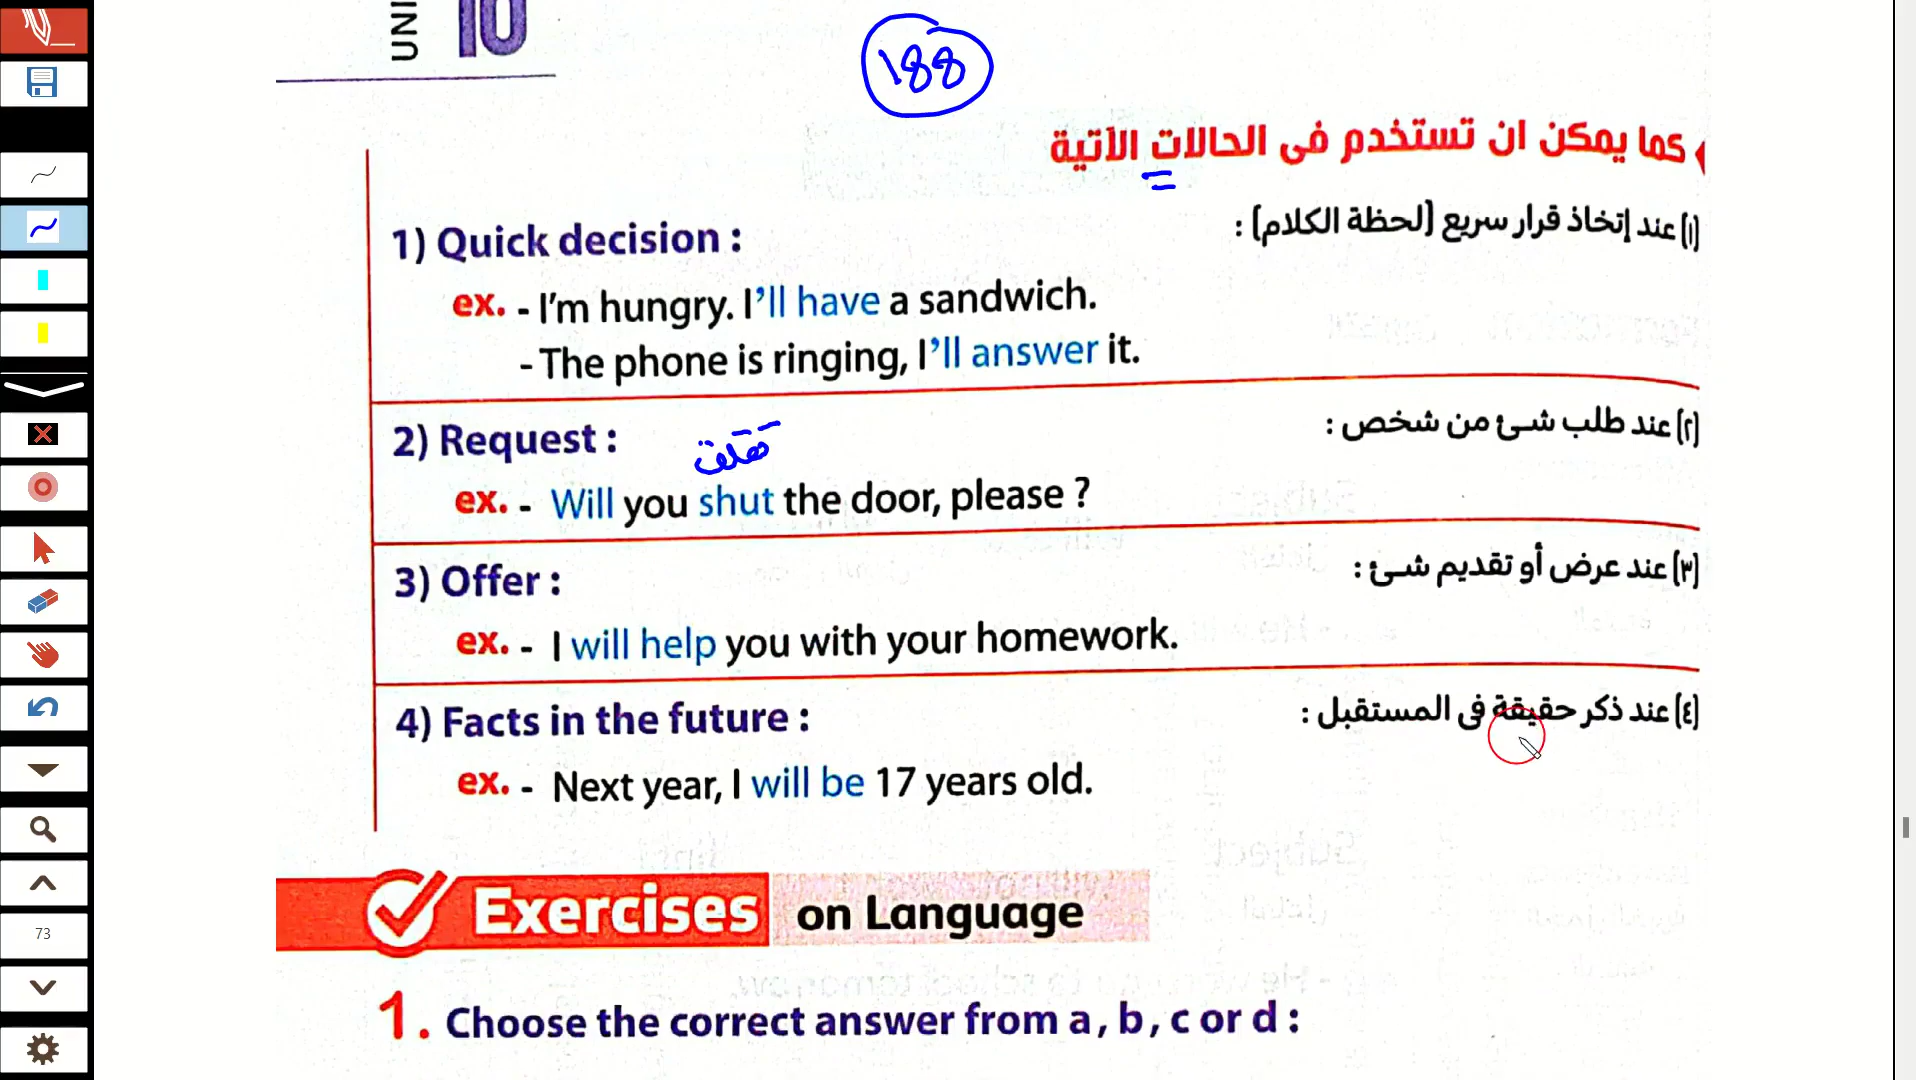 UNI 10
188
كما يمكن ان تستخدم فى الحالات الآتية
1) Quick decision :
(١) عند إتخاذ قرار سريع (لحظة الكلام) :
ex. - I'm hungry. I'll have a sandwich.
- The phone is ringing, I'll answer it.
2) Request :
(٢) عند طلب شئ من شخص :
ex. - Will you shut the door, please ?
3) Offer :
(٣) عند عرض أو تقديم شئ :
ex. - I will help you with your homework.
4) Facts in the future :
(٤) عند ذكر حقيقة فى المستقبل :
ex. - Next year, I will be 17 years old.
Exercises on Language
1. Choose the correct answer from a, b, c or d :
73